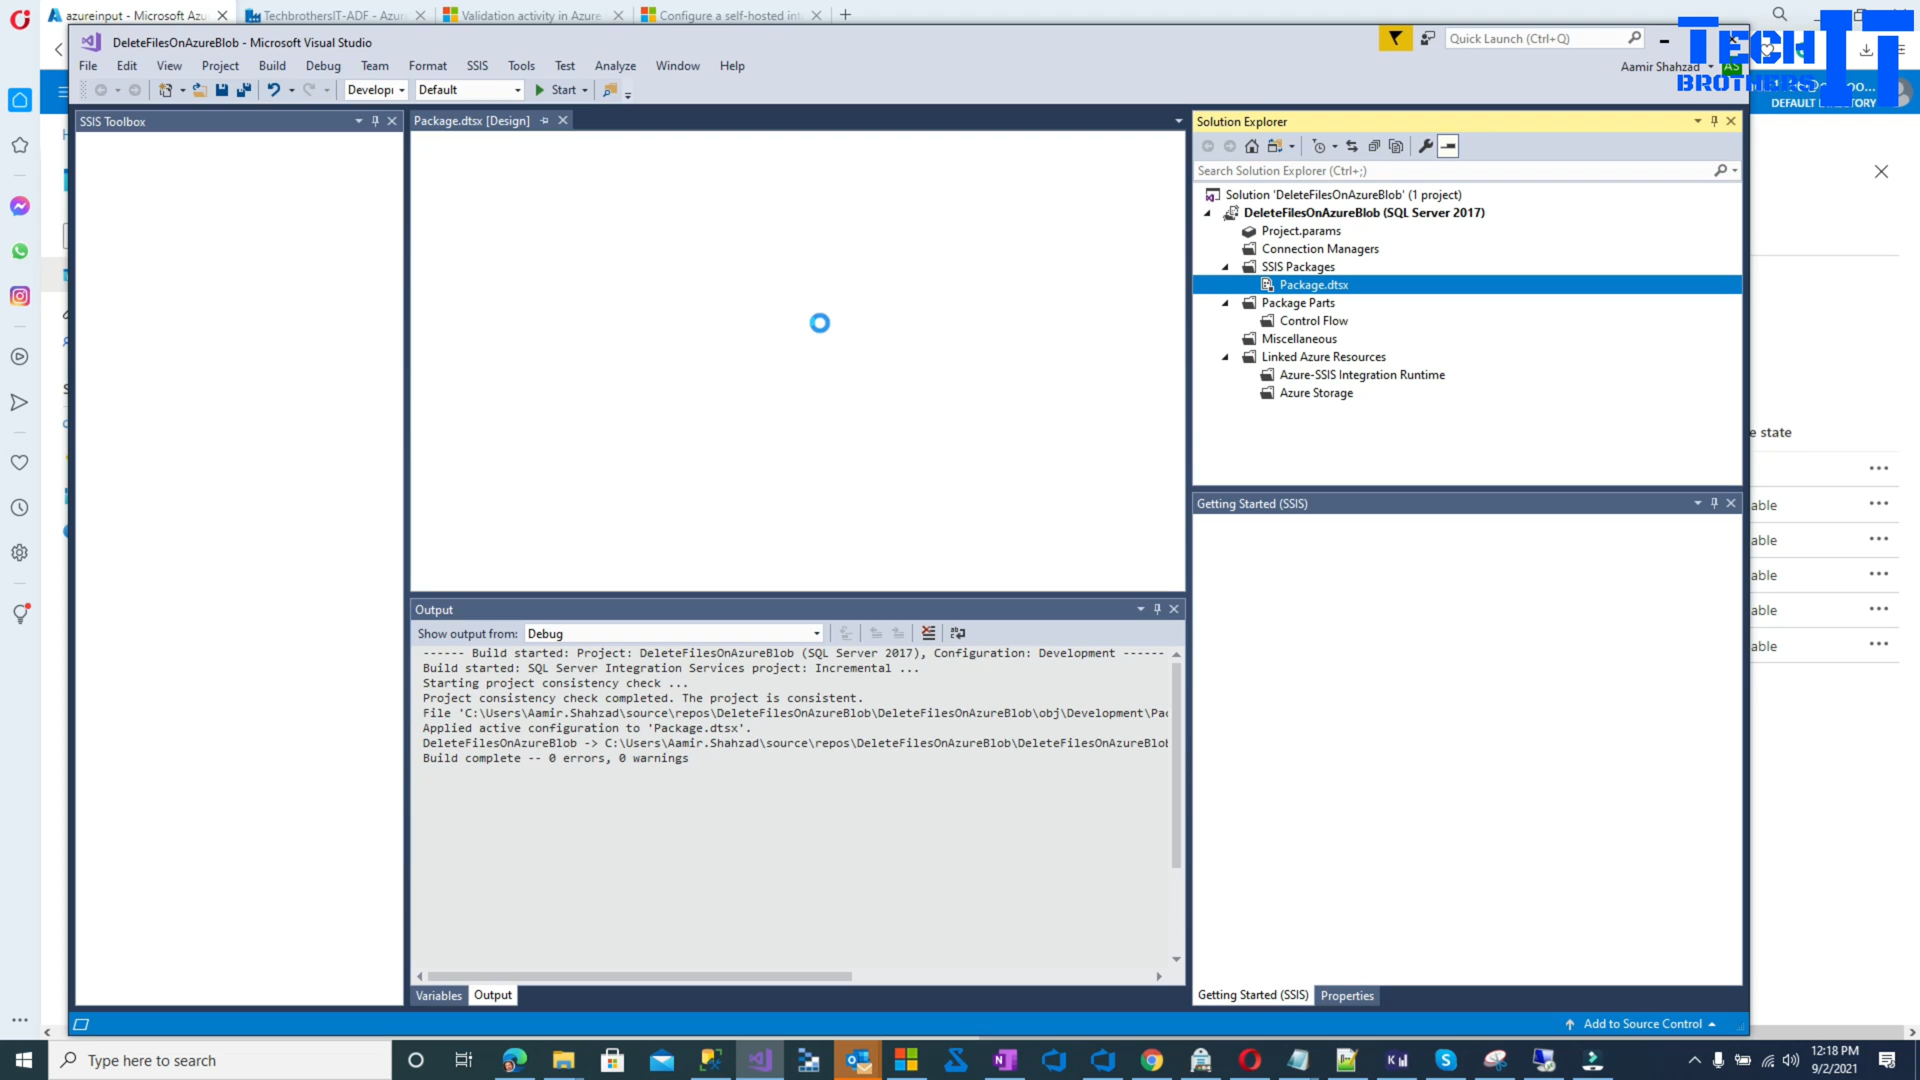 azureinput - Microsoft Azu
TechbrothersIT-ADF - Azur
Validation activity in Azure
Configure a self-hosted int
DeleteFilesOnAzureBlob - Microsoft Visual Studio
Quick Launch (Ctrl+Q)
TECH IT
BROTHERS
File Edit View Project Build Debug Team Format SSIS Tools Test Analyze Window Help
Aamir Shahzad
AS
DEFAULT DIRECTORY
Develop Default Start
SSIS Toolbox
Package.dtsx [Design]
Solution Explorer
Search Solution Explorer (Ctrl+;)
Solution 'DeleteFilesOnAzureBlob' (1 project)
DeleteFilesOnAzureBlob (SQL Server 2017)
Project.params
Connection Managers
SSIS Packages
Package.dtsx
Package Parts
Control Flow
Miscellaneous
Linked Azure Resources
Azure-SSIS Integration Runtime
Azure Storage
e state
able
able
able
able
able
Getting Started (SSIS)
Output
Show output from: Debug
------ Build started: Project: DeleteFilesOnAzureBlob (SQL Server 2017), Configuration: Development ------
Build started: SQL Server Integration Services project: Incremental ...
Starting project consistency check ...
Project consistency check completed. The project is consistent.
File 'C:\Users\Aamir.Shahzad\source\repos\DeleteFilesOnAzureBlob\DeleteFilesOnAzureBlob\obj\Development\Pac
Applied active configuration to 'Package.dtsx'.
DeleteFilesOnAzureBlob -> C:\Users\Aamir.Shahzad\source\repos\DeleteFilesOnAzureBlob\DeleteFilesOnAzureBlob
Build complete -- 0 errors, 0 warnings
Variables Output
Getting Started (SSIS) Properties
Add to Source Control
Type here to search
12:18 PM
9/2/2021